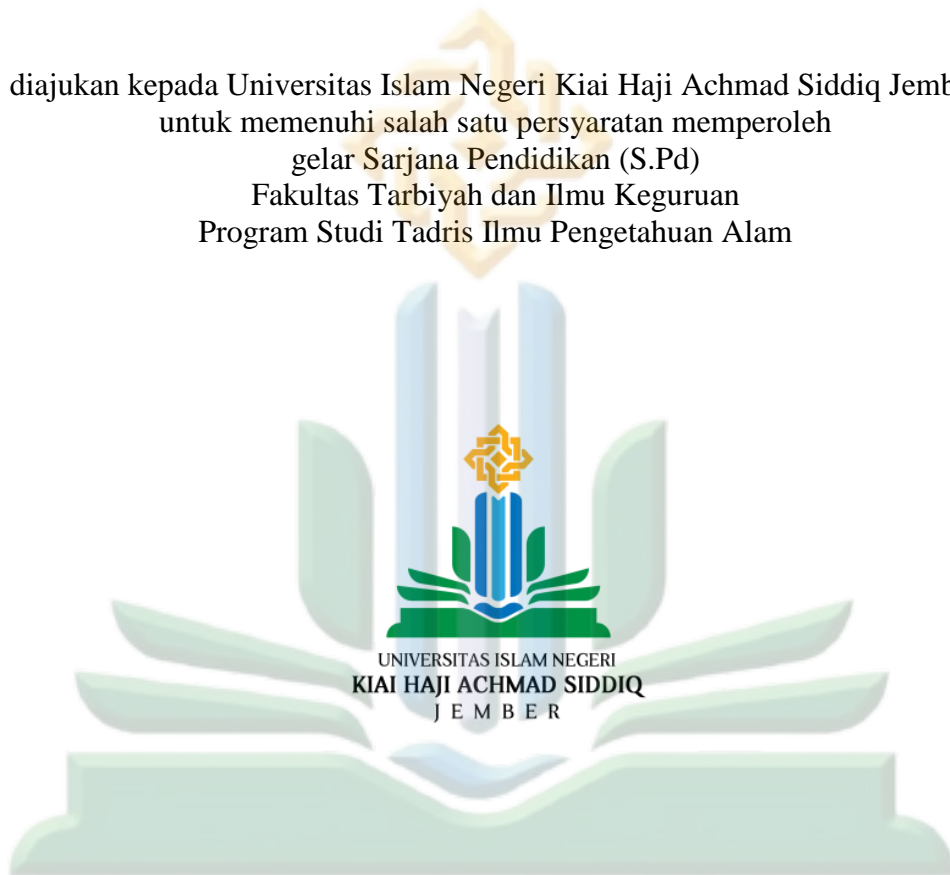 diajukan kepada Universitas Islam Negeri Kiai Haji Achmad Siddiq Jemb
untuk memenuhi salah satu persyaratan memperoleh
gelar Sarjana Pendidikan (S.Pd)
Fakultas Tarbiyah dan Ilmu Keguruan
Program Studi Tadris Ilmu Pengetahuan Alam
UNIVERSITAS ISLAM NEGERI
KIAI HAJI ACHMAD SIDDIQ
JEMBER